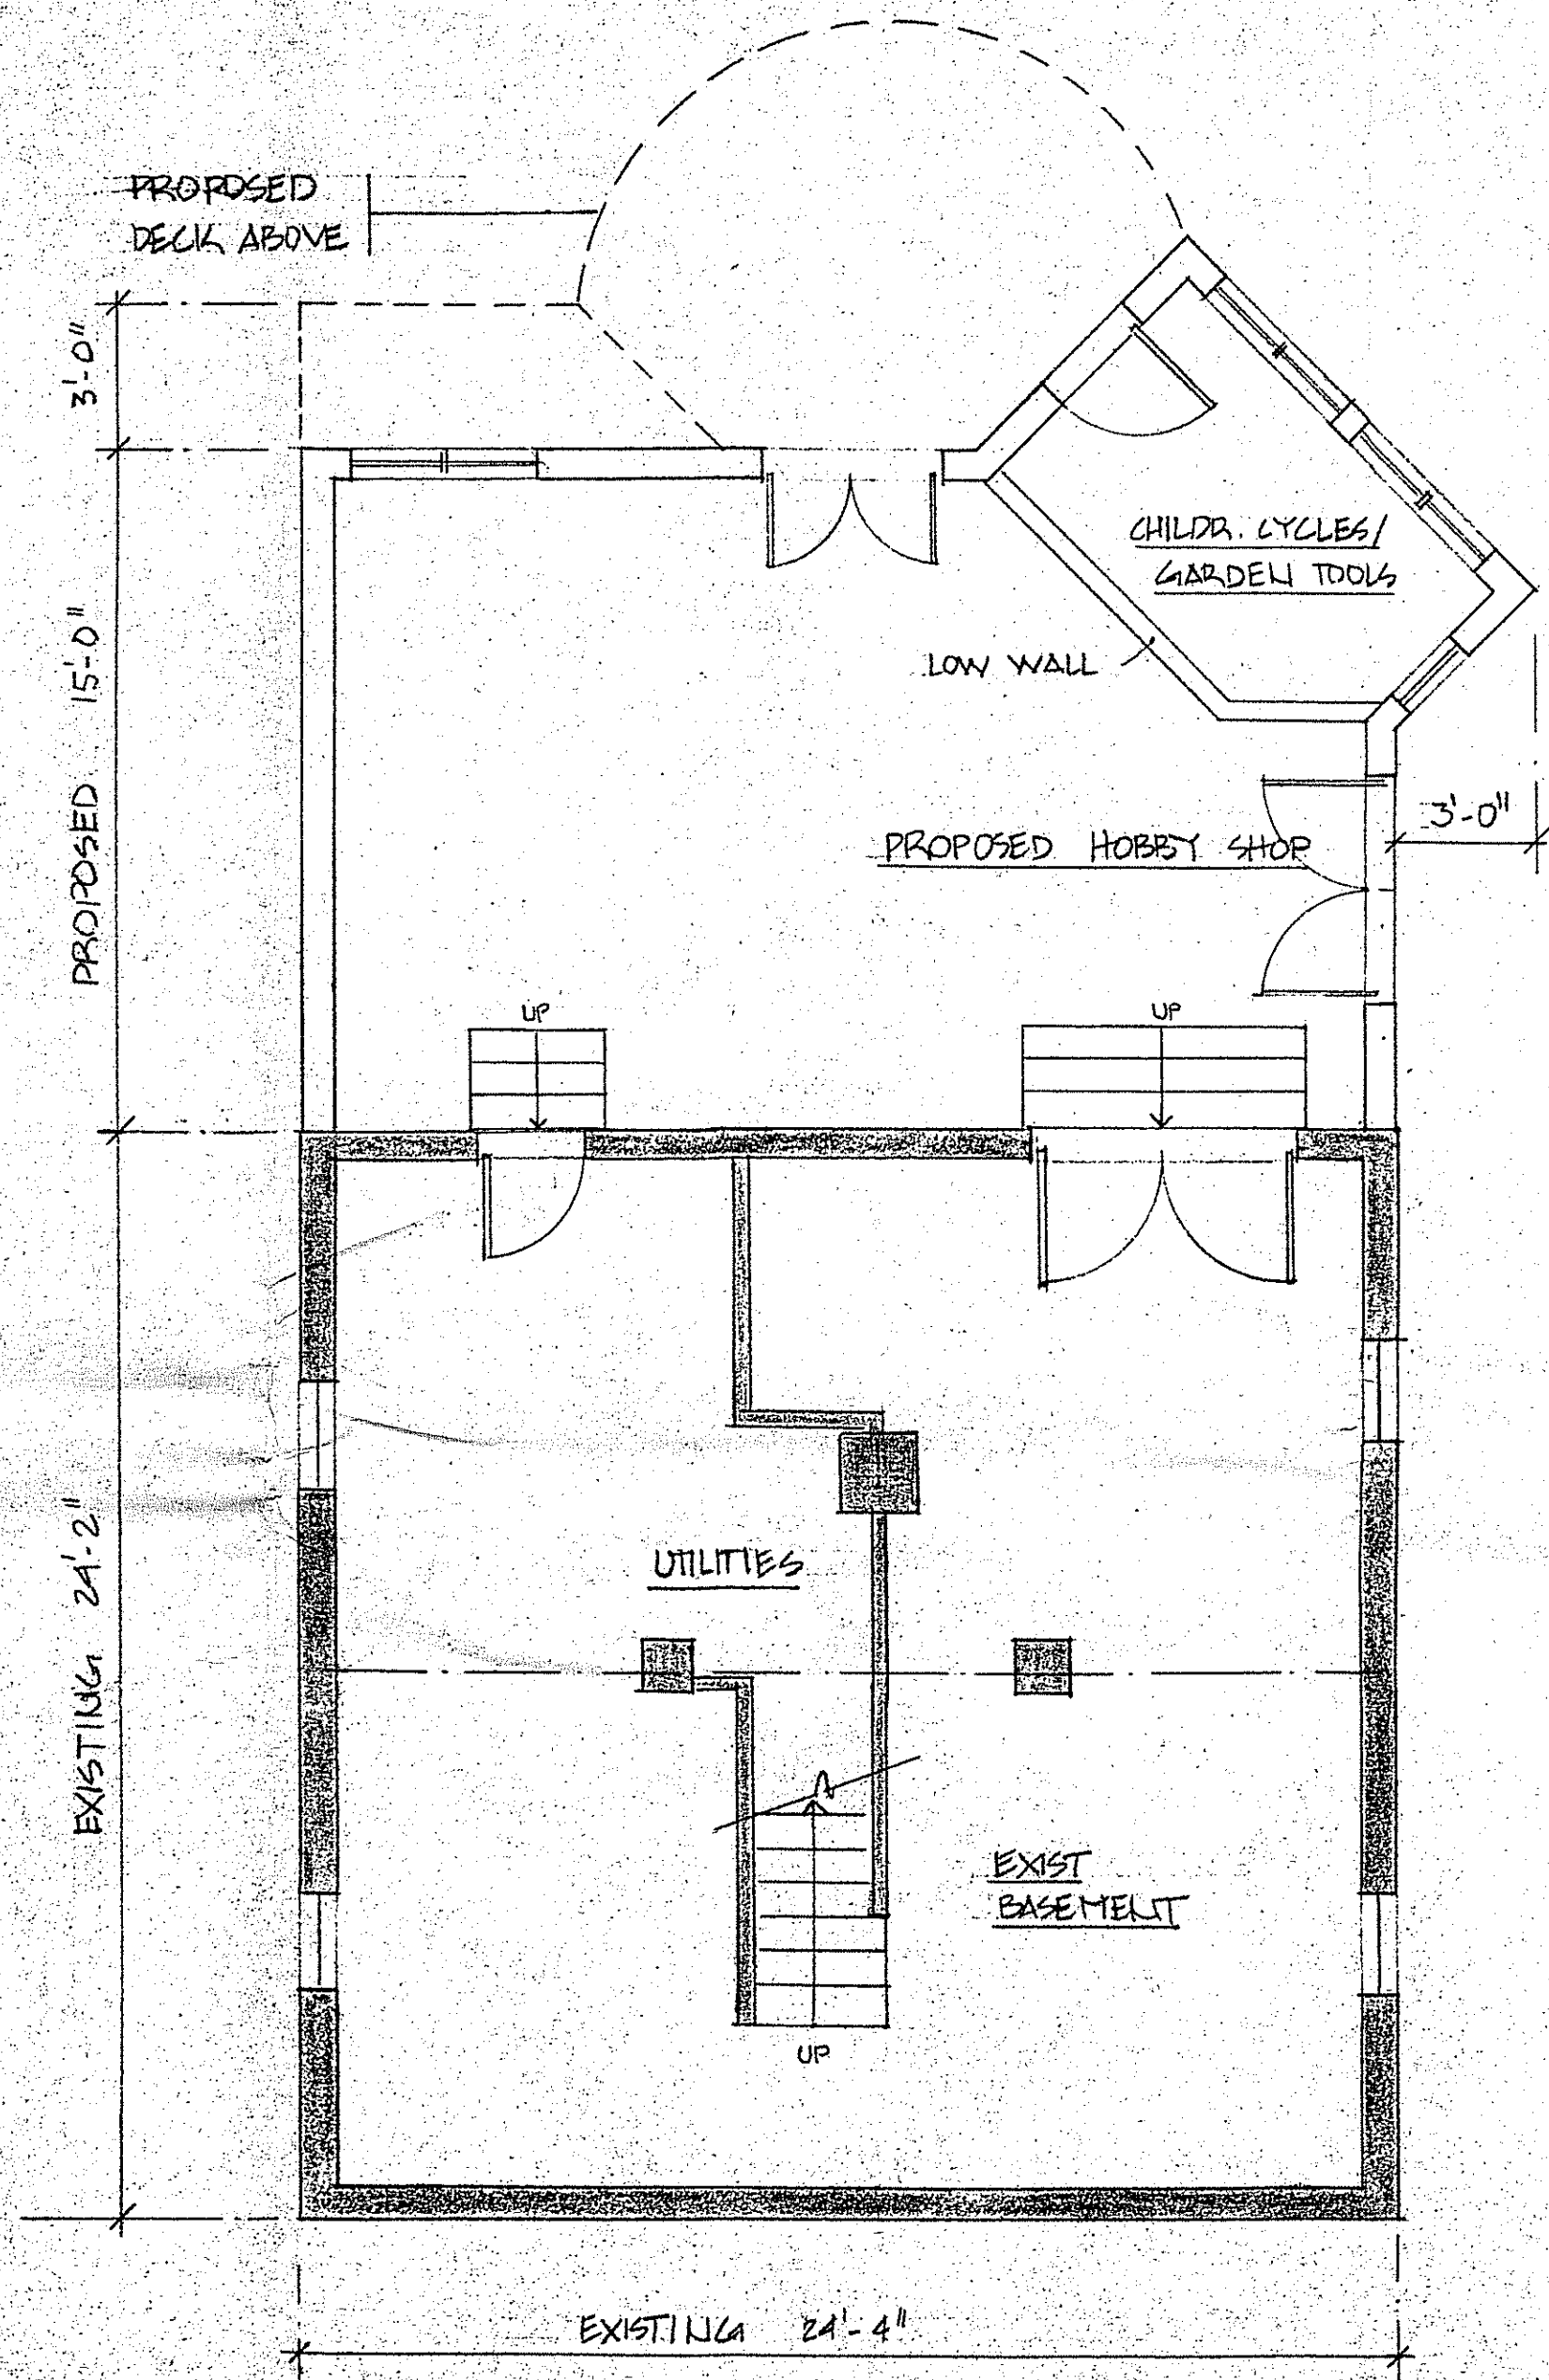 PROPOSED
DECK ABOVE
3'-0"
CHILDR. CYCLES/
GARDEN TOOLS
PROPOSED 15'-0"
LOW WALL
3'-0"
PROPOSED HOBBY SHOP
UP
UP
UTILITIES
EXISTING 24'-2"
EXIST
BASEMENT
UP
EXISTING 24'-4"